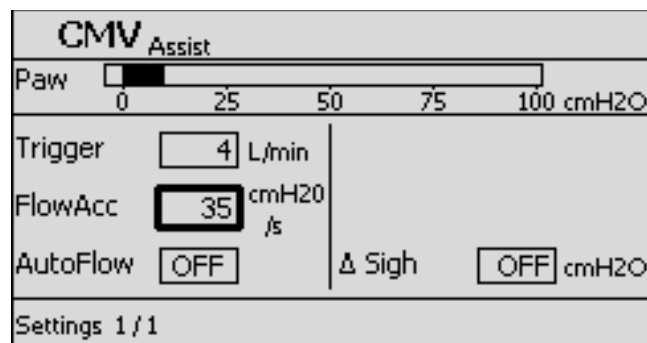 CMV Assist
Paw
0 25 50 75 100 cmH2O
Trigger 4 L/min
FlowAcc 35 cmH20
/s
AutoFlow OFF Δ Sigh OFF cmH2O
Settings 1/1